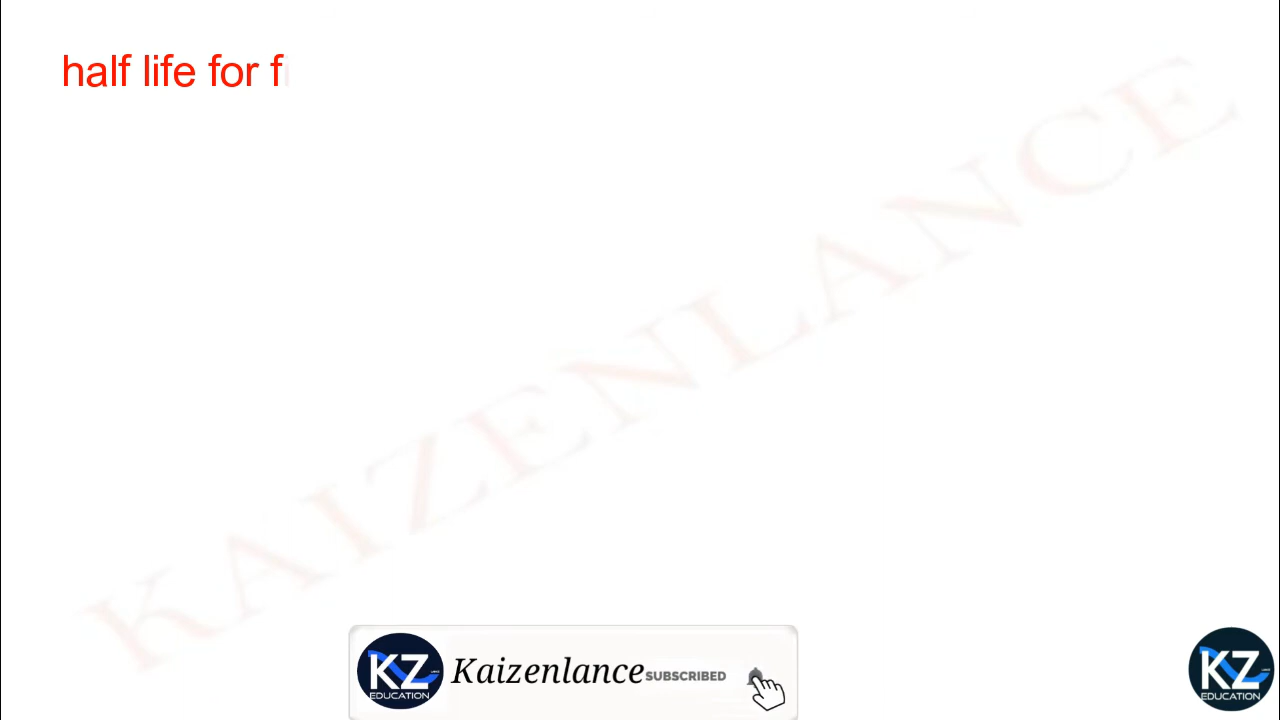 half life for f
KAIZENLANCE
KZ
EDUCATION
Kaizenlance
SUBSCRIBED
KZ
EDUCATION